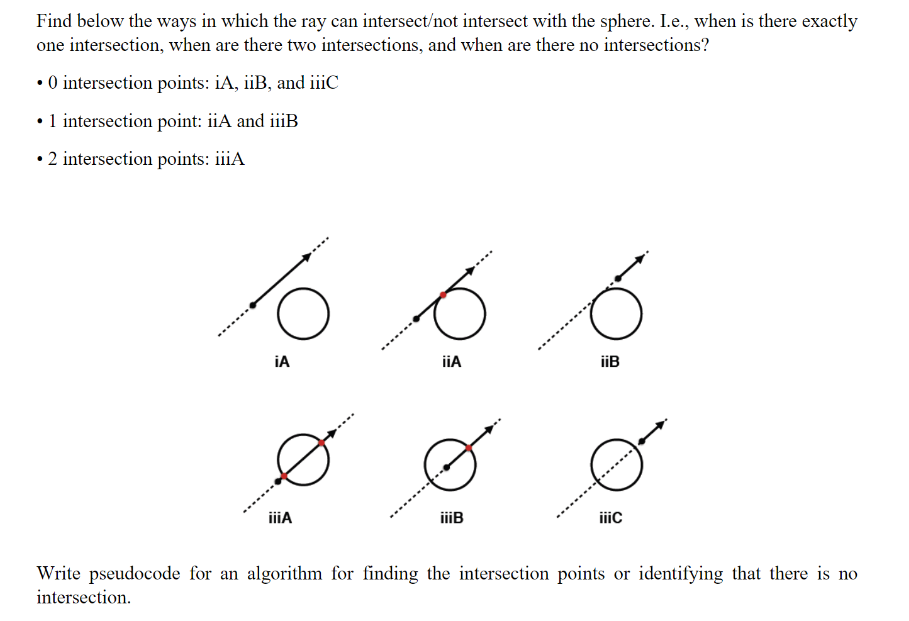 Find below the ways in which the ray can intersect/not intersect with the sphere. I.e., when is there exactly
one intersection, when are there two intersections, and when are there no intersections?
• 0 intersection points: iA, iiB, and iiiC
• 1 intersection point: iiA and iiiB
• 2 intersection points: iiiA
iA iiA iiB
iiiA iiiB iiiC
Write pseudocode for an algorithm for finding the intersection points or identifying that there is no
intersection.